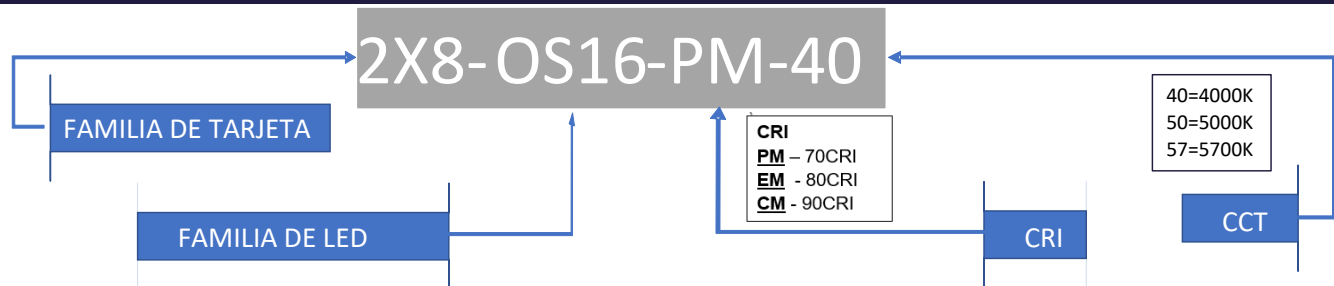 2X8-OS16-PM-40
FAMILIA DE TARJETA
40=4000K
50=5000K
57=5700K
CRI
PM – 70CRI
EM - 80CRI
CM - 90CRI
FAMILIA DE LED
CRI
CCT